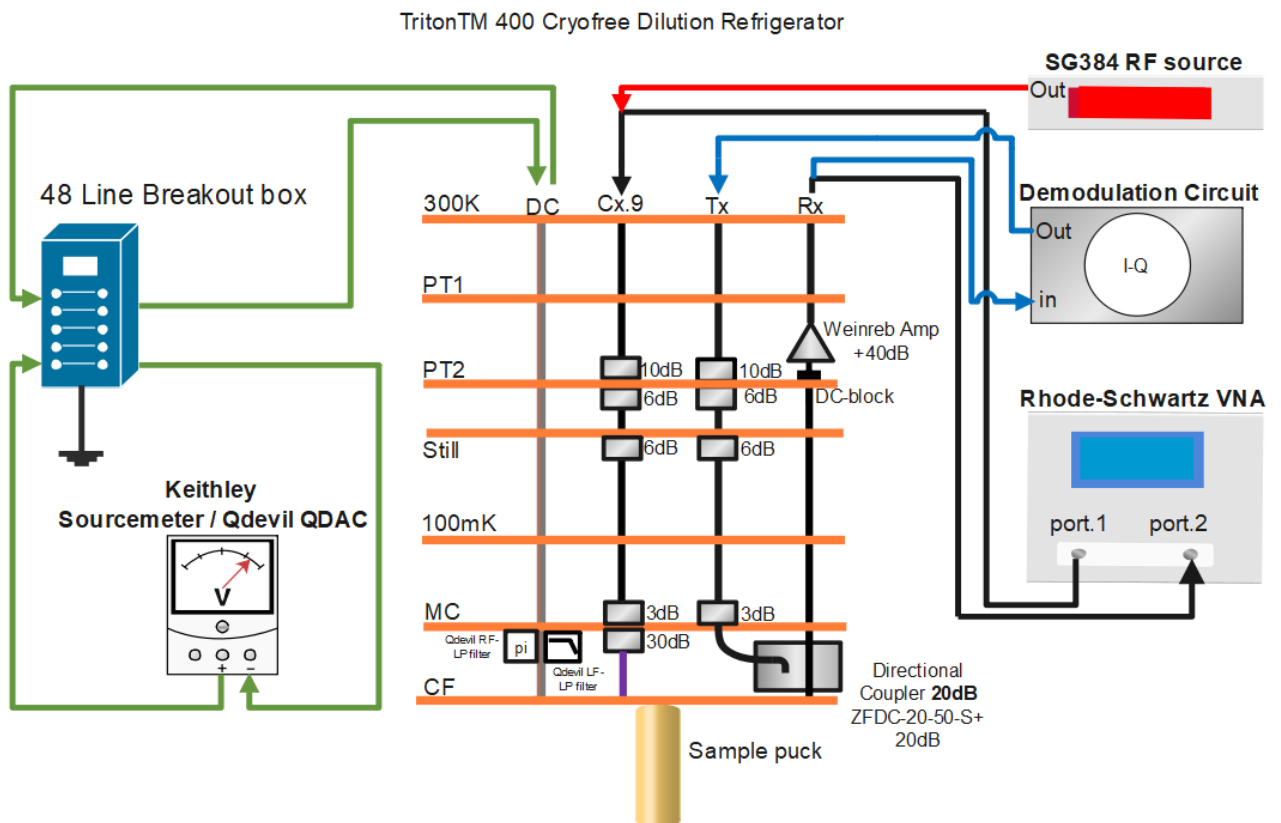 TritonTM 400 Cryofree Dilution Refrigerator
SG384 RF source
Out
48 Line Breakout box
300K
DC
Cx.9
Tx
Rx
Demodulation Circuit
Out
I-Q
in
PT1
Weinreb Amp
+40dB
PT2
10dB
10dB
6dB
6dB
DC-block
Rhode-Schwartz VNA
Still
6dB
6dB
Keithley
Sourcemeter / Qdevil QDAC
100mK
port.1
port.2
V
MC
3dB
3dB
Qdevil RF-
LP filter
pi
30dB
Qdevil LF-
LP filter
CF
+
−
Directional
Coupler 20dB
ZFDC-20-50-S+
20dB
Sample puck